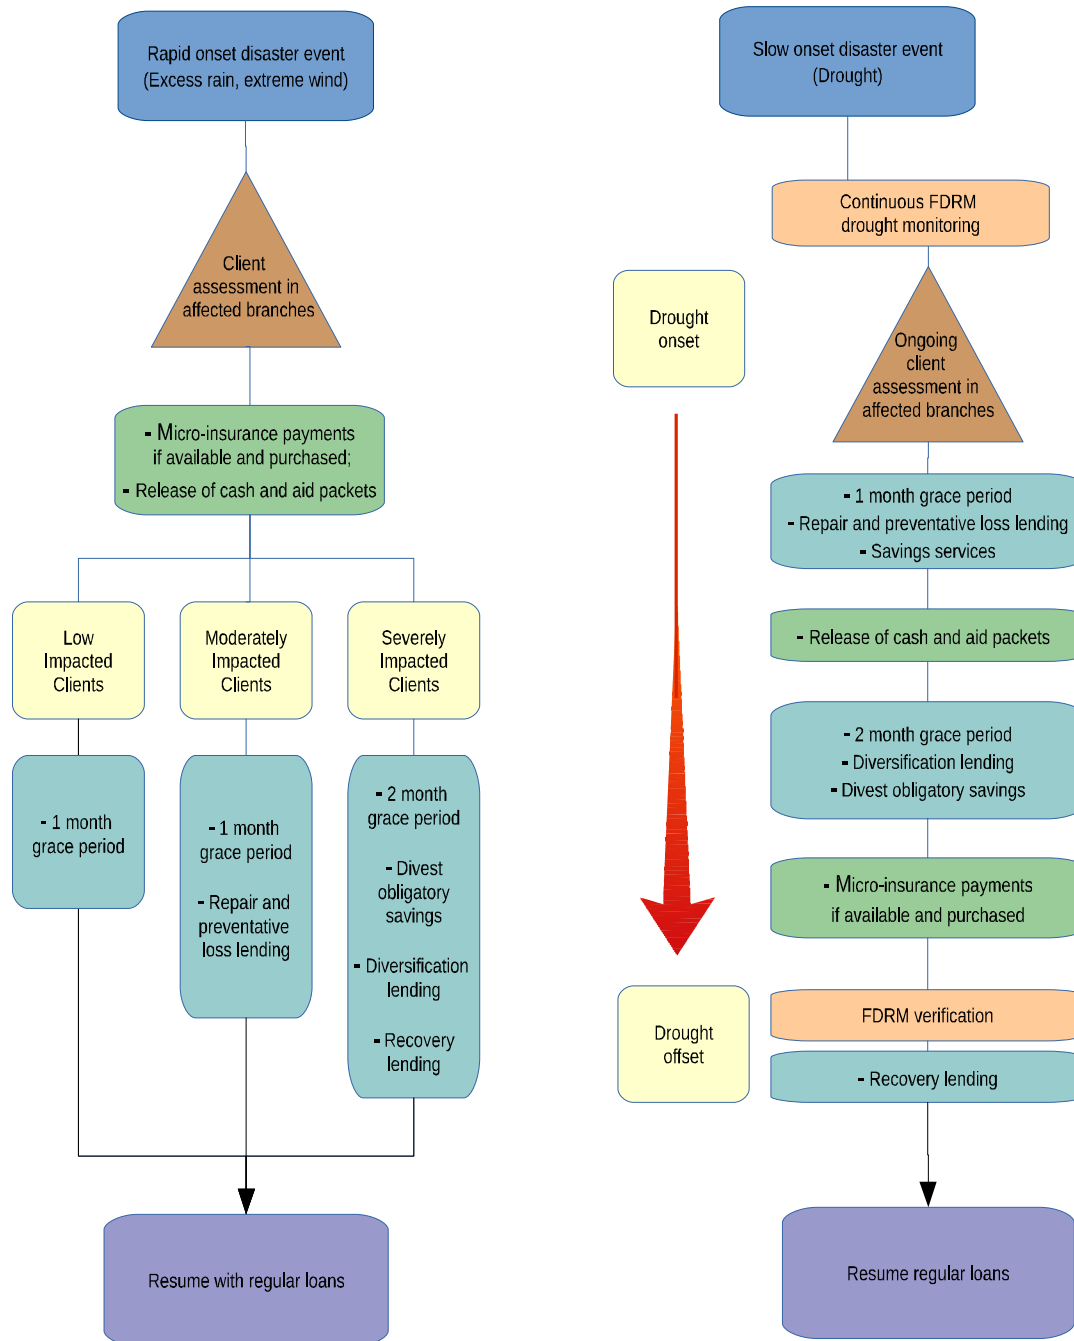 Rapid onset disaster event
(Excess rain, extreme wind)
Client
assessment in
affected branches
- Micro-insurance payments
if available and purchased;
- Release of cash and aid packets
Low
Impacted
Clients
Moderately
Impacted
Clients
Severely
Impacted
Clients
- 1 month
grace period
- 1 month
grace period
- Repair and
preventative
loss lending
- 2 month
grace period
- Divest
obligatory
savings
- Diversification
lending
- Recovery
lending
Resume with regular loans
Slow onset disaster event
(Drought)
Continuous FDRM
drought monitoring
Drought
onset
Ongoing
client
assessment in
affected branches
- 1 month grace period
- Repair and preventative loss lending
- Savings services
- Release of cash and aid packets
- 2 month grace period
- Diversification lending
- Divest obligatory savings
- Micro-insurance payments
if available and purchased
Drought
offset
FDRM verification
- Recovery lending
Resume regular loans